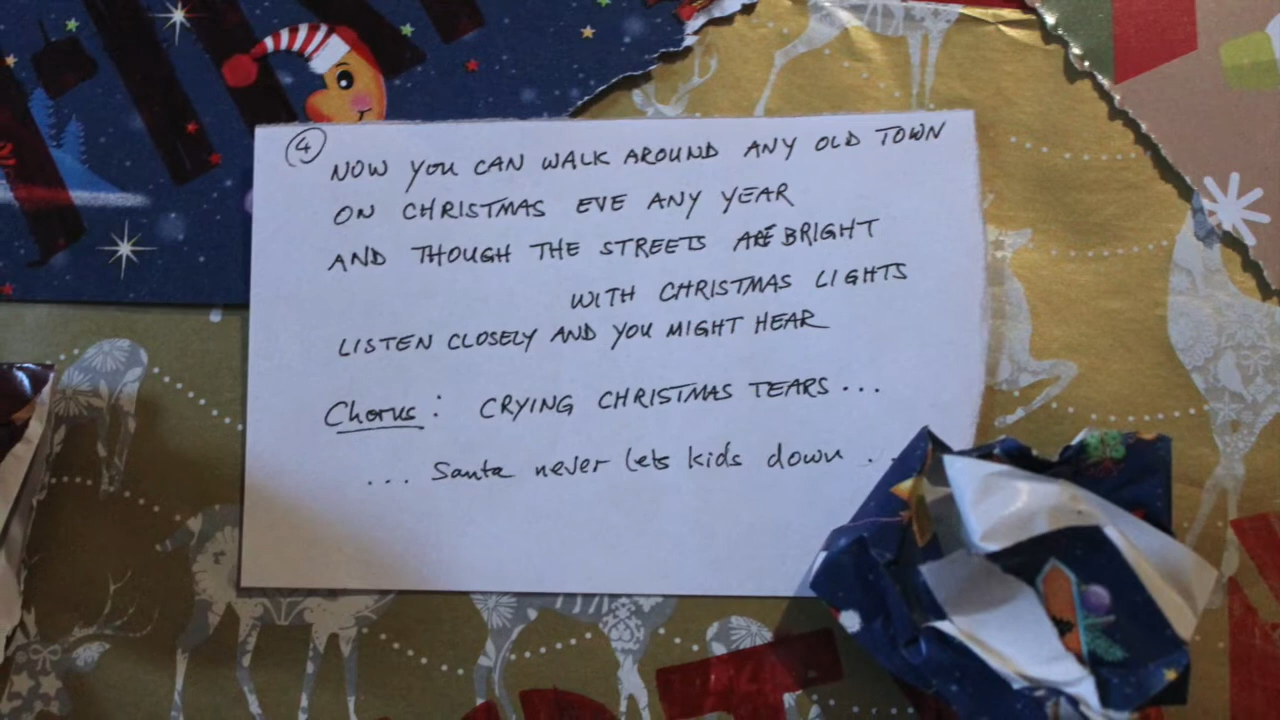 ④ NOW YOU CAN WALK AROUND ANY OLD TOWN
ON CHRISTMAS EVE ANY YEAR
AND THOUGH THE STREETS ARE BRIGHT
WITH CHRISTMAS LIGHTS
LISTEN CLOSELY AND YOU MIGHT HEAR
Chorus: CRYING CHRISTMAS TEARS...
... Santa never lets kids down ..